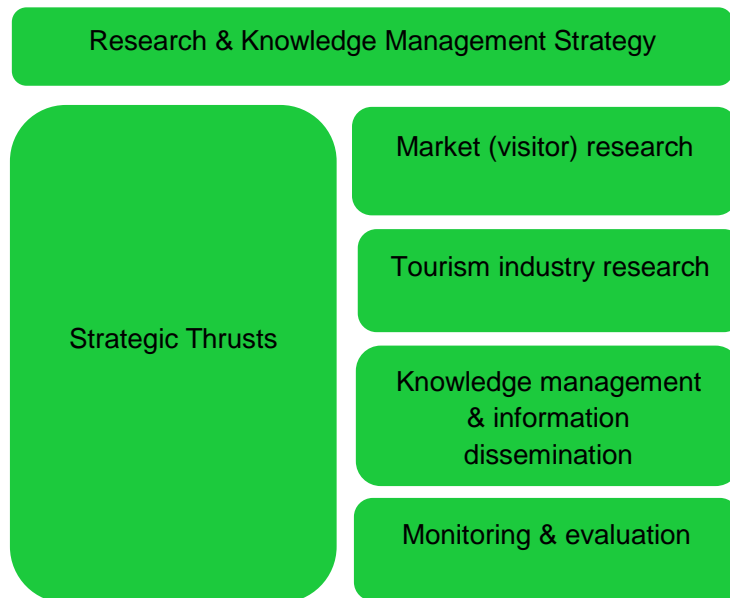 Research & Knowledge Management Strategy
Strategic Thrusts
Market (visitor) research
Tourism industry research
Knowledge management
& information
dissemination
Monitoring & evaluation